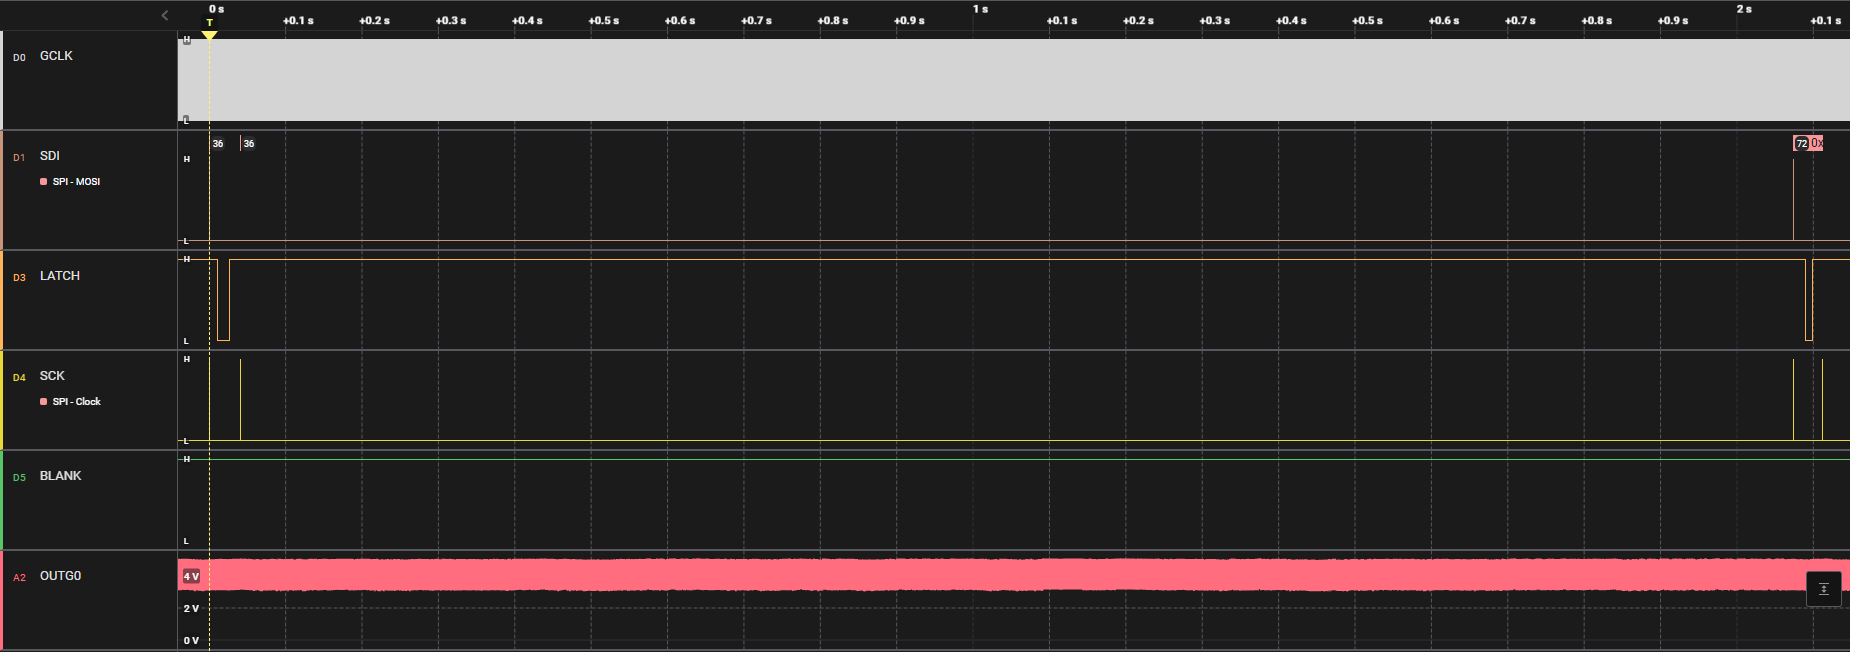 0 s 1 s 2 s
T +0.1 s +0.2 s +0.3 s +0.4 s +0.5 s +0.6 s +0.7 s +0.8 s +0.9 s +0.1 s +0.2 s +0.3 s +0.4 s +0.5 s +0.6 s +0.7 s +0.8 s +0.9 s +0.1 s
H
D0 GCLK
L
36 36 72 0x
D1 SDI H
SPI - MOSI
L
H
D3 LATCH
L
H
D4 SCK
SPI - Clock
L
H
D5 BLANK
L
A2 OUTG0 4 V
2 V
0 V